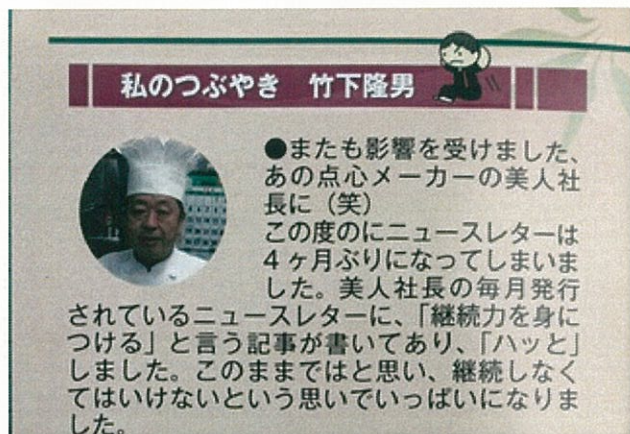 私のつぶやき 竹下隆男
●またも影響を受けました、
あの点心メーカーの美人社
長に（笑）
この度のにニュースレターは
４ヶ月ぶりになってしまいま
した。美人社長の毎月発行
されているニュースレターに、「継続力を身に
つける」と言う記事が書いてあり、「ハッと」
しました。このままではと思い、継続しなく
てはいけないという思いでいっぱいになりま
した。